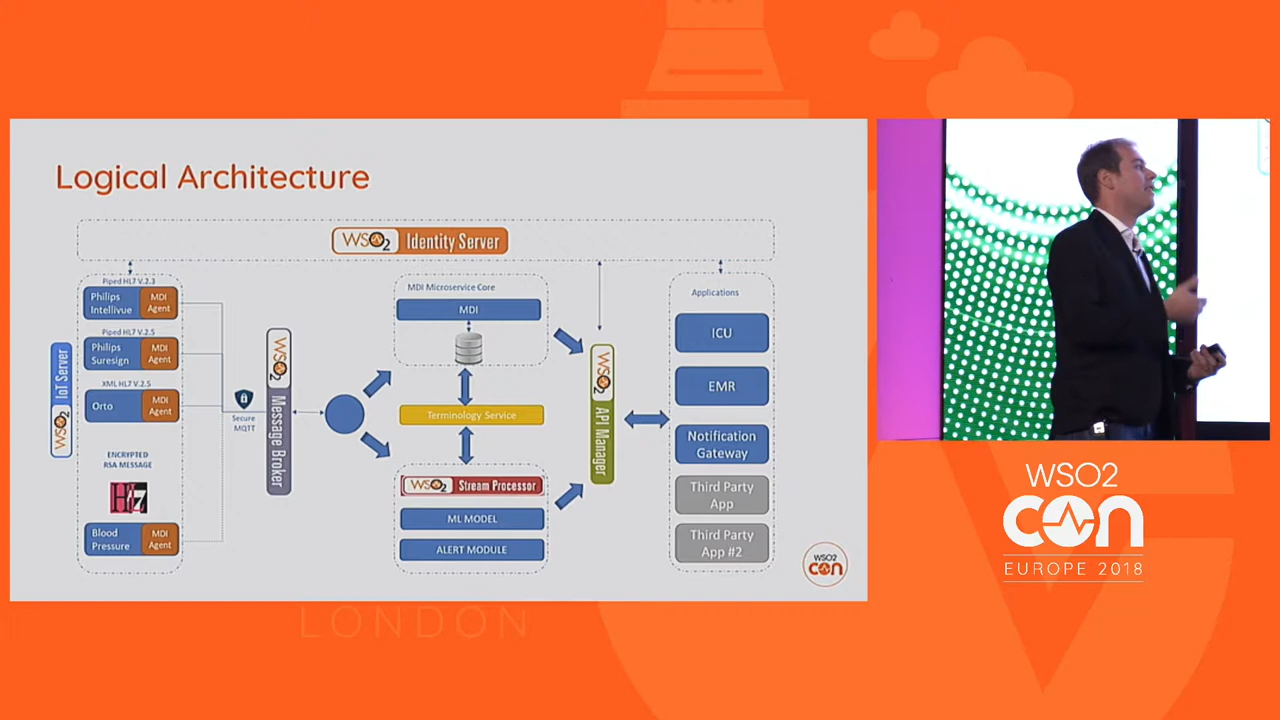 Logical Architecture
WSO2 Identity Server
Piped HL7 V.2.3
Philips
Intellivue
MDI
Agent
Piped HL7 V.2.5
Philips
Suresign
MDI
Agent
XML HL7 V.2.5
Orto
MDI
Agent
ENCRYPTED
RSA MESSAGE
H7
Blood
Pressure
MDI
Agent
WSO2 IoT Server
Secure
MQTT
WSO2 Message Broker
MDI Microservice Core
MDI
Terminology Service
WSO2 Stream Processor
ML MODEL
ALERT MODULE
WSO2 API Manager
Applications
ICU
EMR
Notification
Gateway
Third Party
App
Third Party
App #2
WSO2
con
WSO2
con
EUROPE 2018
LONDON